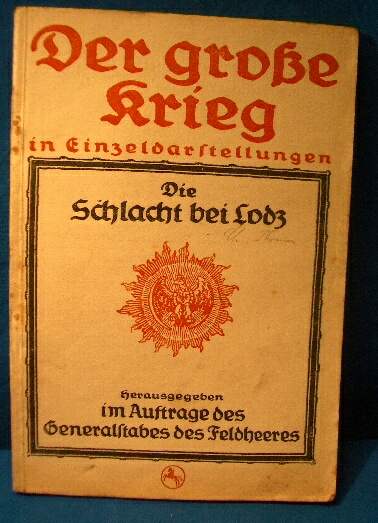 Der große
Krieg
in Einzeldarſtellungen
Die
Schlacht bei Lodz
Herausgegeben
im Auftrage des
Generalſtabes des Feldheeres